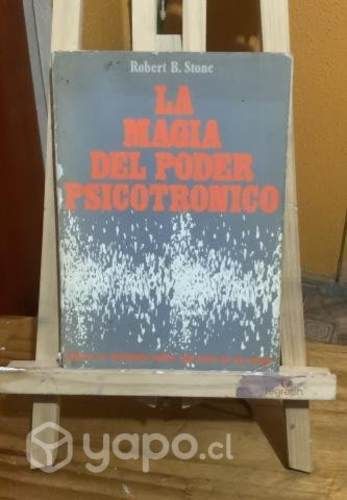 Robert B. Stone
LA
MAGIA
DEL PODER
PSICOTRONICO
yapo.cl